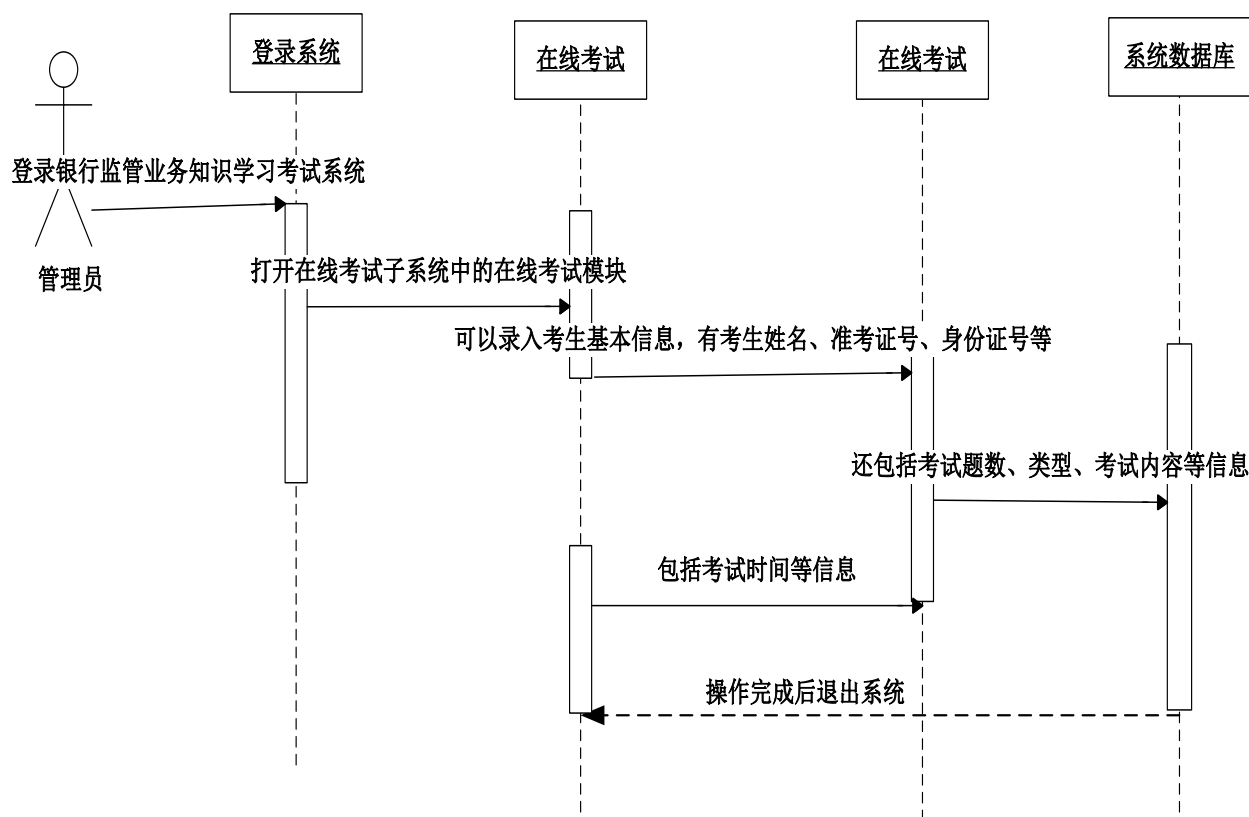 登录系统
在线考试
在线考试
系统数据库
登录银行监管业务知识学习考试系统
管理员
打开在线考试子系统中的在线考试模块
可以录入考生基本信息，有考生姓名、准考证号、身份证号等
还包括考试题数、类型、考试内容等信息
包括考试时间等信息
操作完成后退出系统